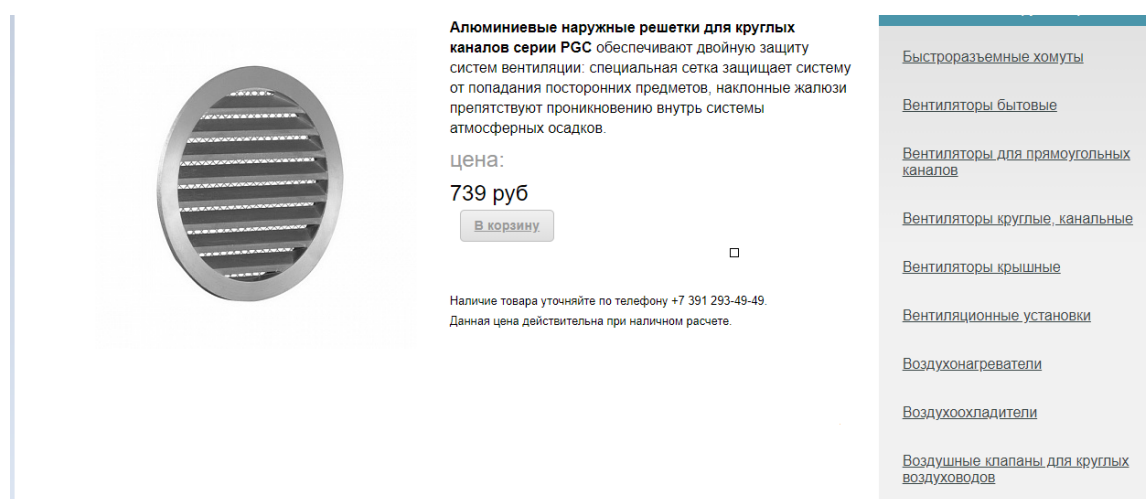 Алюминиевые наружные решетки для круглых
каналов серии PGC обеспечивают двойную защиту
систем вентиляции: специальная сетка защищает систему
от попадания посторонних предметов, наклонные жалюзи
препятствуют проникновению внутрь системы
атмосферных осадков.
цена:
739 руб
В корзину
Наличие товара уточняйте по телефону +7 391 293-49-49.
Данная цена действительна при наличном расчете.
Быстроразъемные хомуты
Вентиляторы бытовые
Вентиляторы для прямоугольных
каналов
Вентиляторы круглые, канальные
Вентиляторы крышные
Вентиляционные установки
Воздухонагреватели
Воздухоохладители
Воздушные клапаны для круглых
воздуховодов